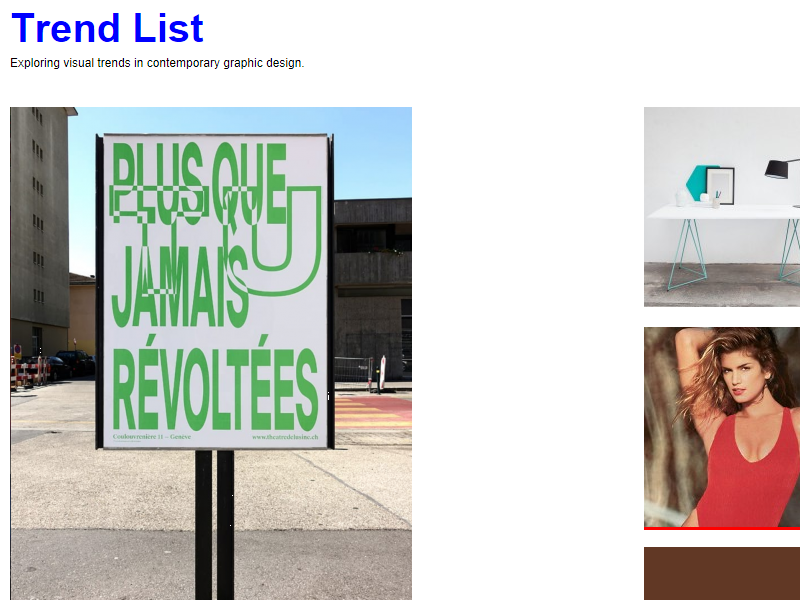 Trend List
Exploring visual trends in contemporary graphic design.
PLUS QUE
TU
JAMAIS
RÉVOLTÉES
Coulouvrenière 11 – Genève
www.theatredelusine.ch